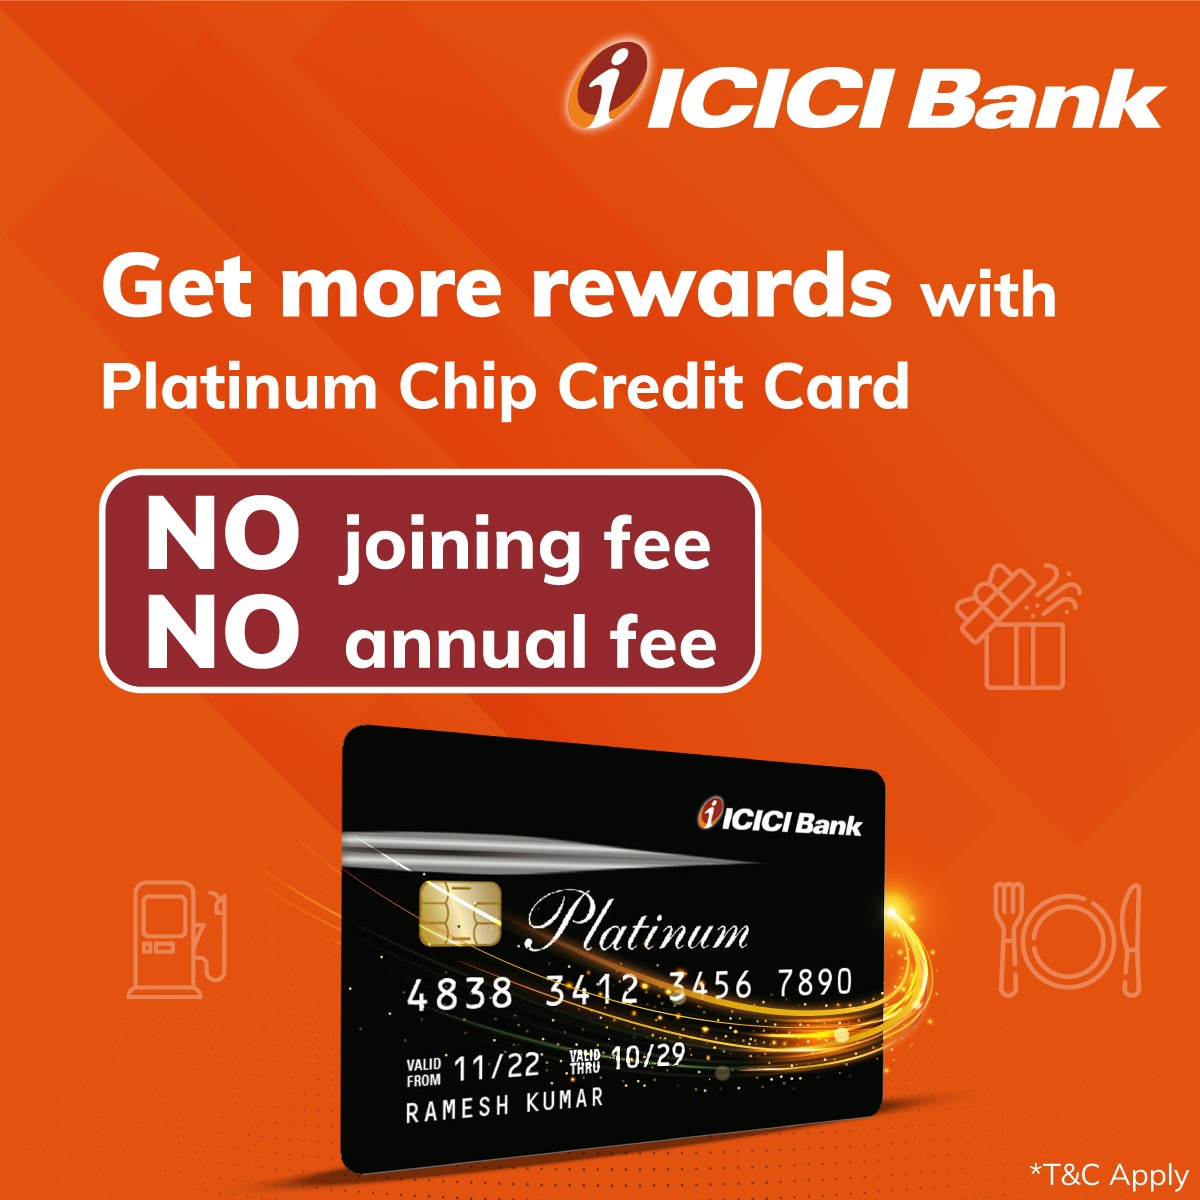 ICICI Bank
Get more rewards with
Platinum Chip Credit Card
NO joining fee
NO annual fee
ICICI Bank
Platinum
4838 3412 3456 7890
VALID FROM 11/22 VALID THRU 10/29
RAMESH KUMAR
*T&C Apply